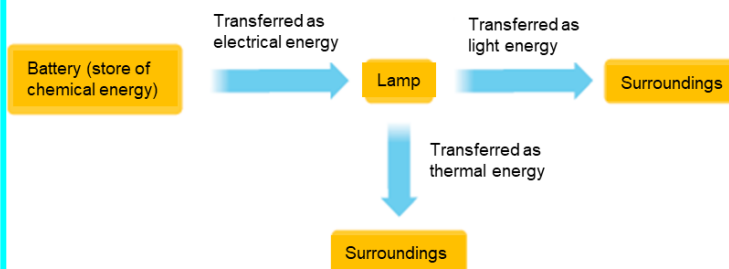 Transferred as
electrical energy
Transferred as
light energy
Battery (store of
chemical energy)
Lamp
Surroundings
Transferred as
thermal energy
Surroundings